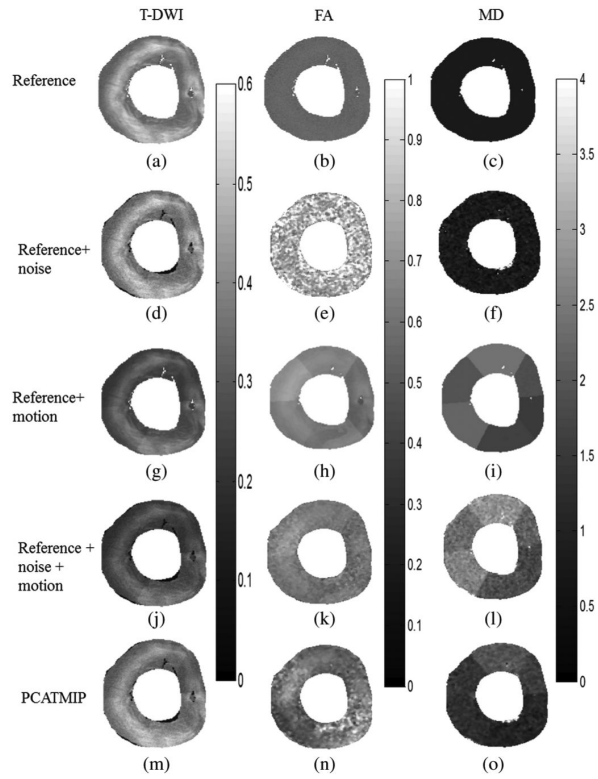 T-DWI FA MD
Reference
(a) (b) (c)
Reference+
noise
(d) (e) (f)
Reference+
motion
(g) (h) (i)
Reference +
noise +
motion
(j) (k) (l)
PCATMIP
(m) (n) (o)
0.6
0.5
0.4
0.3
0.2
0.1
0
1
0.9
0.8
0.7
0.6
0.5
0.4
0.3
0.2
0.1
0
4
3.5
3
2.5
2
1.5
1
0.5
0